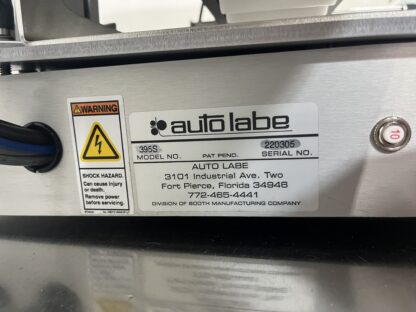 WARNING
SHOCK HAZARD.
Can cause injury
or death.
Remove power
before servicing.
auto labe
395S 220305
MODEL NO. PAT PEND. SERIAL NO.
AUTO LABE
3101 Industrial Ave. Two
Fort Pierce, Florida 34946
772-465-4441
DIVISION OF BOOTH MANUFACTURING COMPANY
10